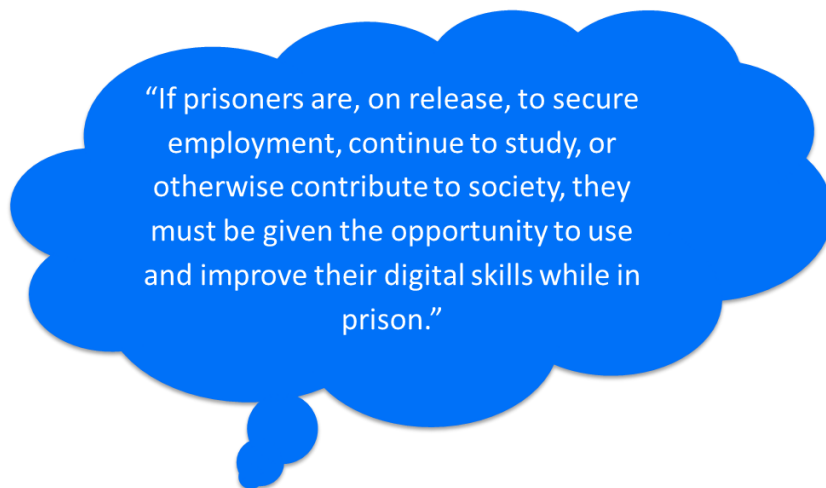 “If prisoners are, on release, to secure
employment, continue to study, or
otherwise contribute to society, they
must be given the opportunity to use
and improve their digital skills while in
prison.”